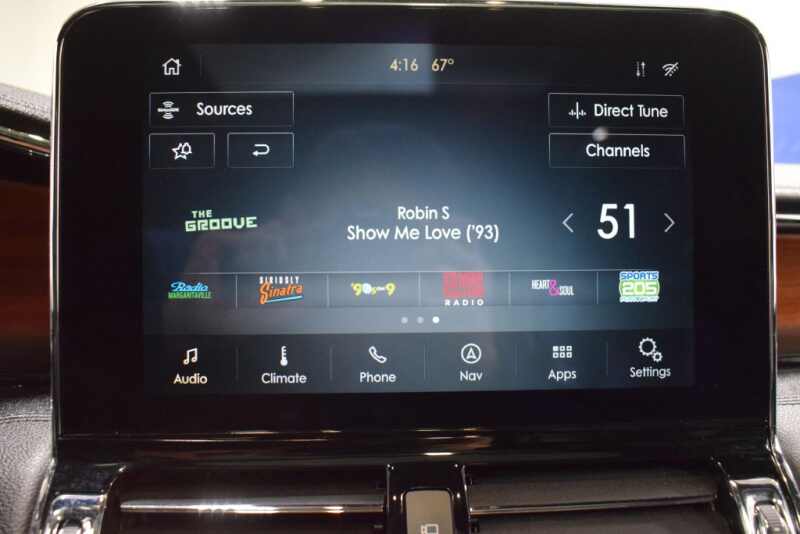 4:16 67°
Sources
Direct Tune
Channels
THE
GROOVE
Robin S
Show Me Love ('93)
51
Radio
MARGARITAVILLE
SIRIUSLY
Sinatra
'90s on 9
RADIO
HEART & SOUL
SPORTS
205
Audio
Climate
Phone
Nav
Apps
Settings